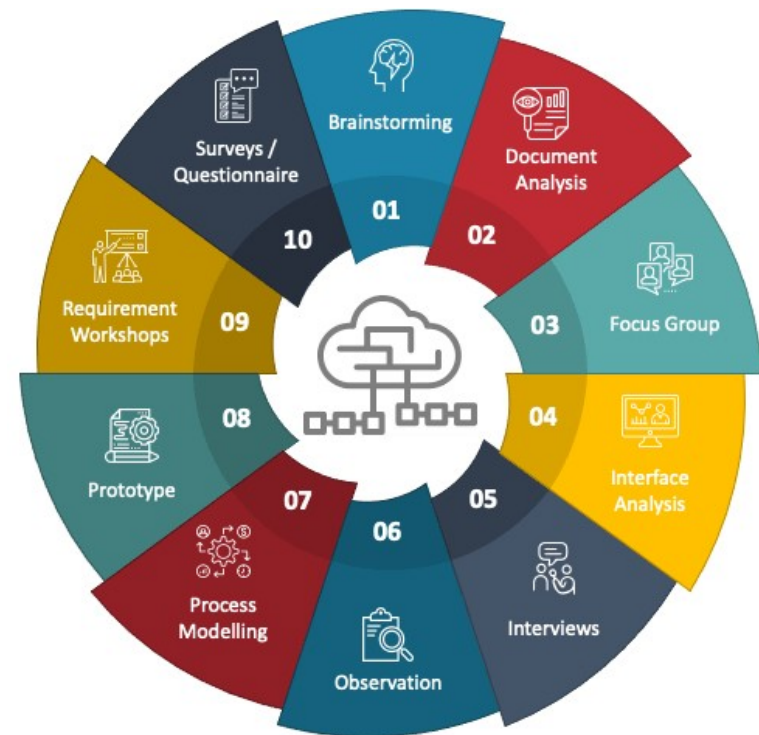 01
Brainstorming
02
Document
Analysis
03
Focus Group
04
Interface
Analysis
05
Interviews
06
Observation
07
Process
Modelling
08
Prototype
09
Requirement
Workshops
10
Surveys /
Questionnaire